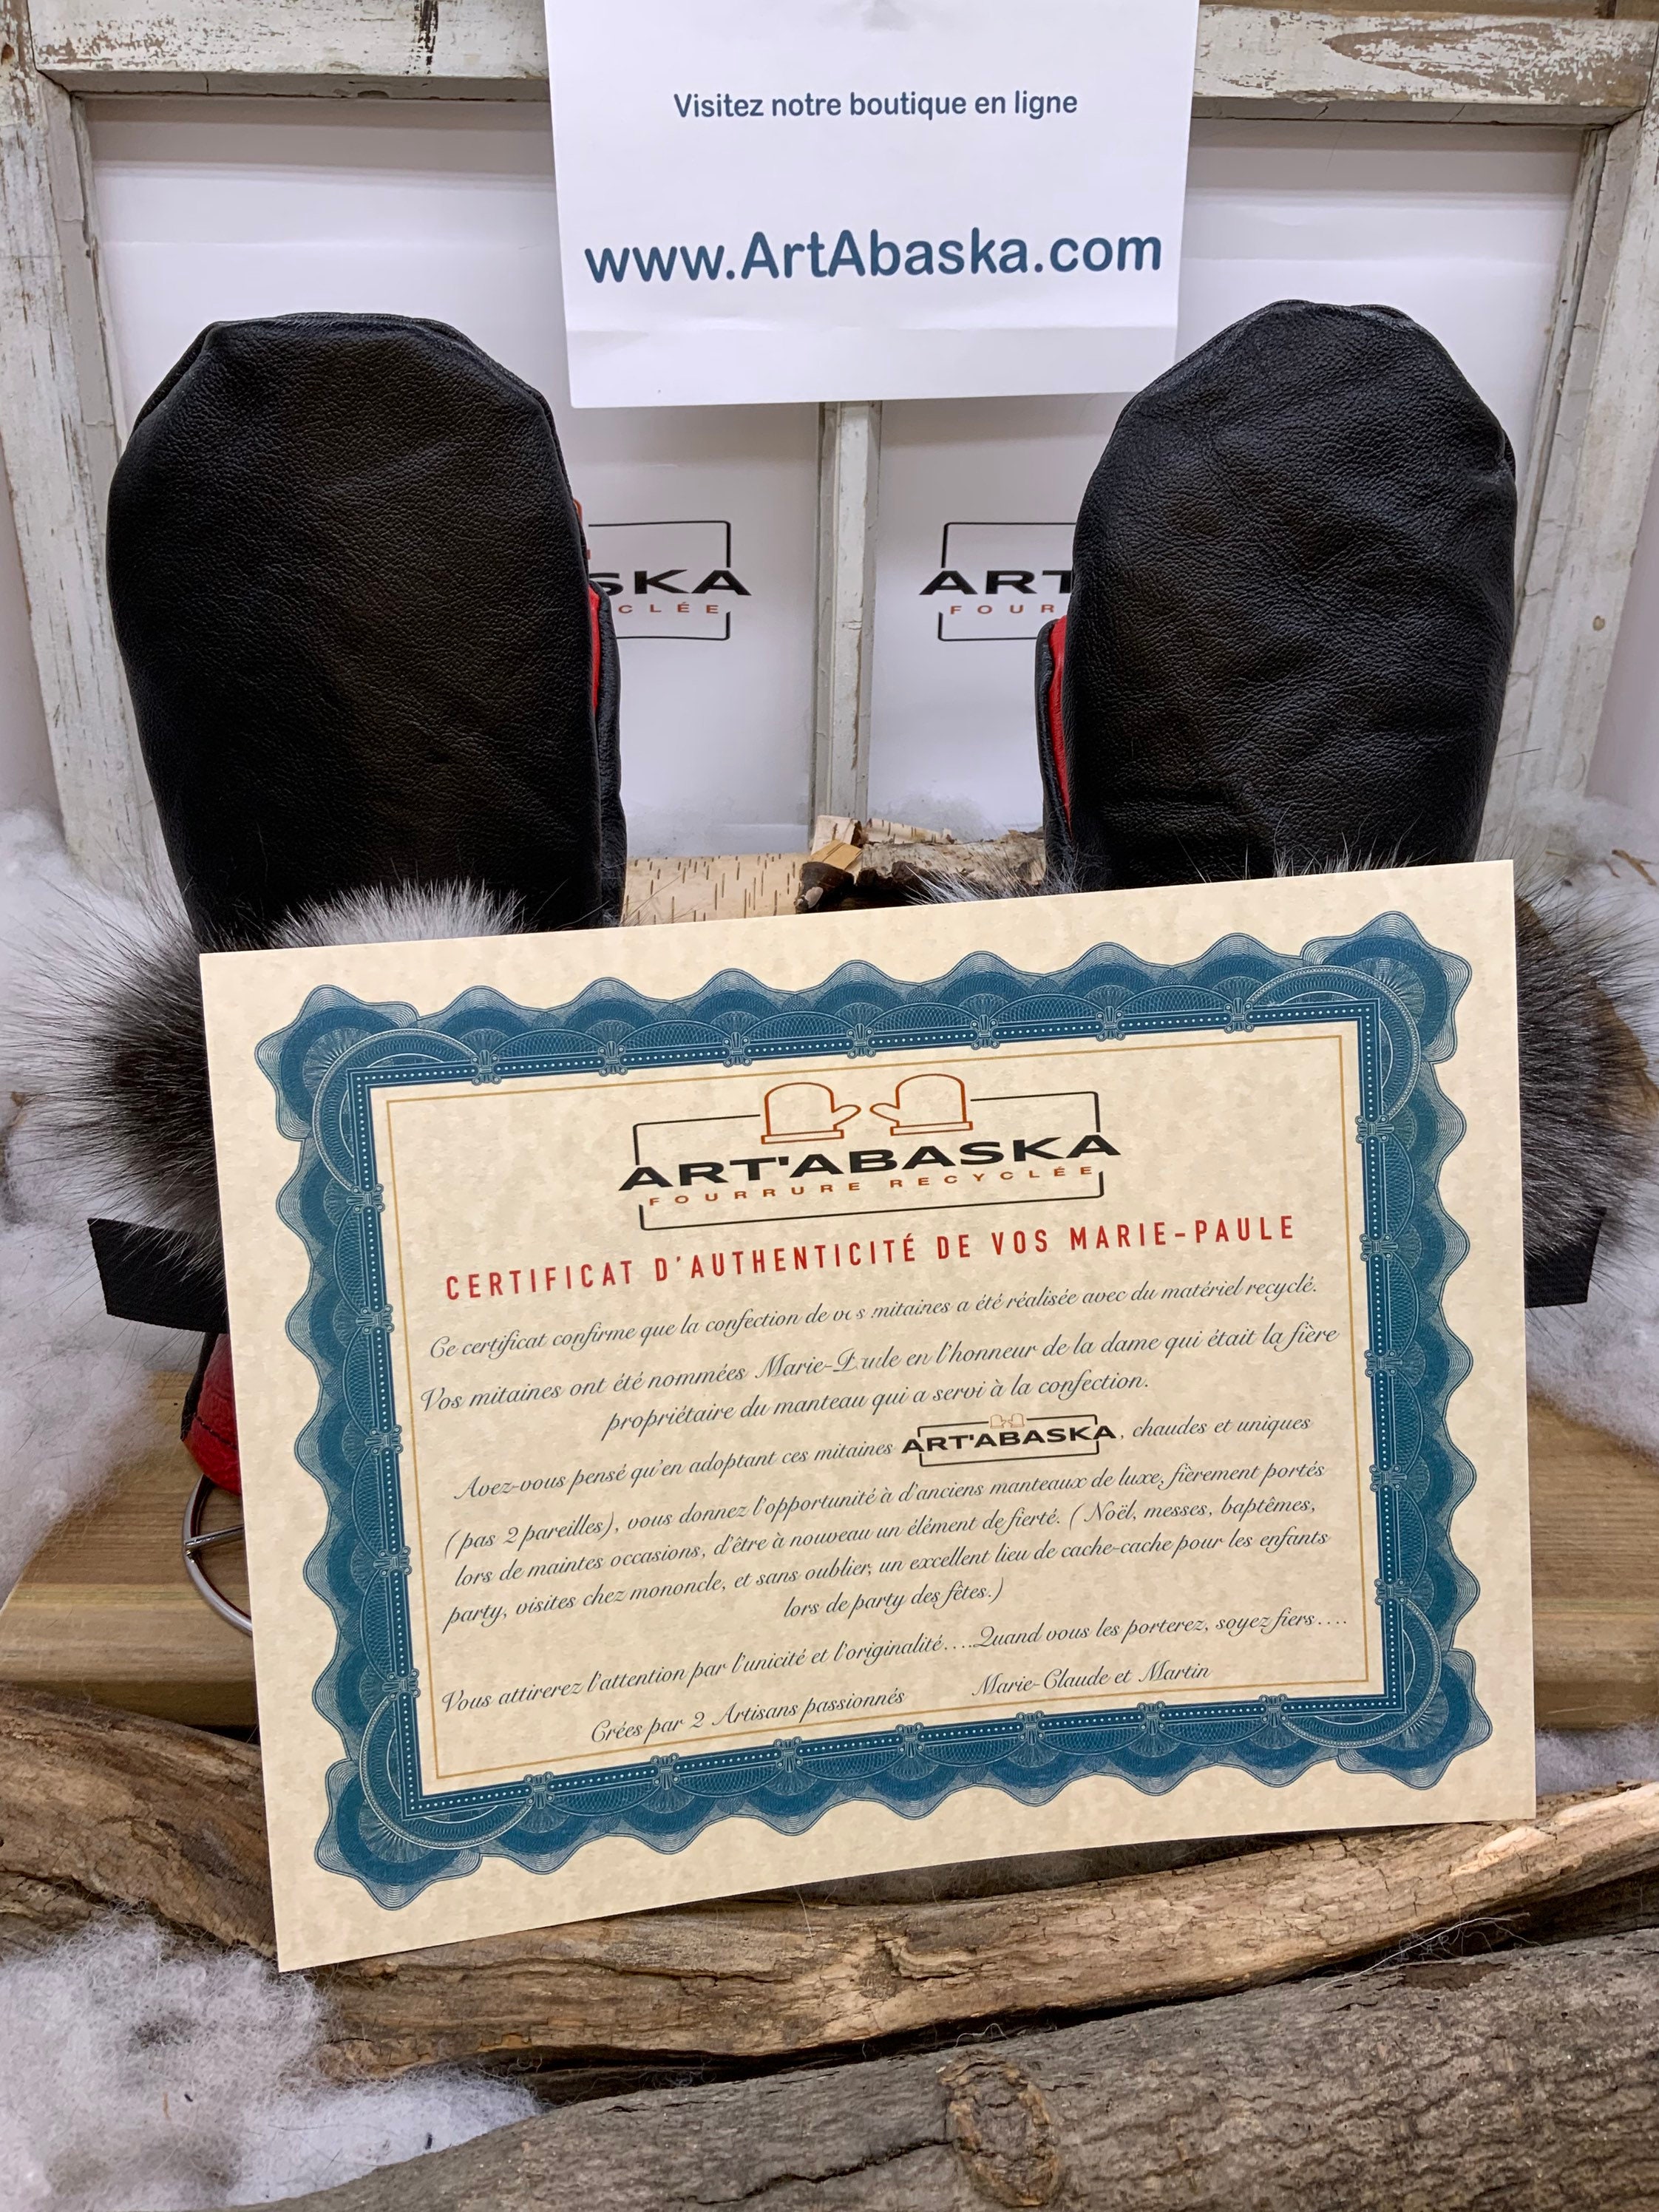 Visitez notre boutique en ligne
www.ArtAbaska.com
SKA
CLÉE
ART
FOUR
ART'ABASKA
FOURRURE RECYCLÉE
CERTIFICAT D'AUTHENTICITÉ DE VOS MARIE-PAULE
Ce certificat confirme que la confection de vos mitaines a été réalisée avec du matériel recyclé.
Vos mitaines ont été nommées Marie-Paule en l'honneur de la dame qui était la fière
propriétaire du manteau qui a servi à la confection.
Avez-vous pensé qu'en adoptant ces mitaines ART'ABASKA, chaudes et uniques
(pas 2 pareilles), vous donnez l'opportunité à d'anciens manteaux de luxe, fièrement portés
lors de maintes occasions, d'être à nouveau un élément de fierté. (Noël, messes, baptêmes,
party, visites chez mononcle, et sans oublier, un excellent lieu de cache-cache pour les enfants
lors de party des fêtes.)
Vous attirerez l'attention par l'unicité et l'originalité....Quand vous les porterez, soyez fiers....
Crées par 2 Artisans passionnés Marie-Claude et Martin